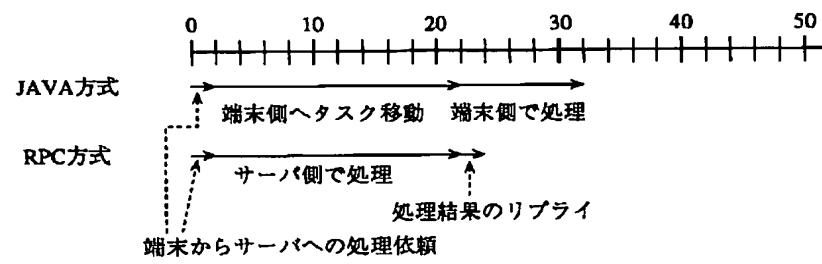 0 10 20 30 40 50
JAVA方式
端末側へタスク移動 端末側で処理
RPC方式
サーバ側で処理
処理結果のリプライ
端末からサーバへの処理依頼